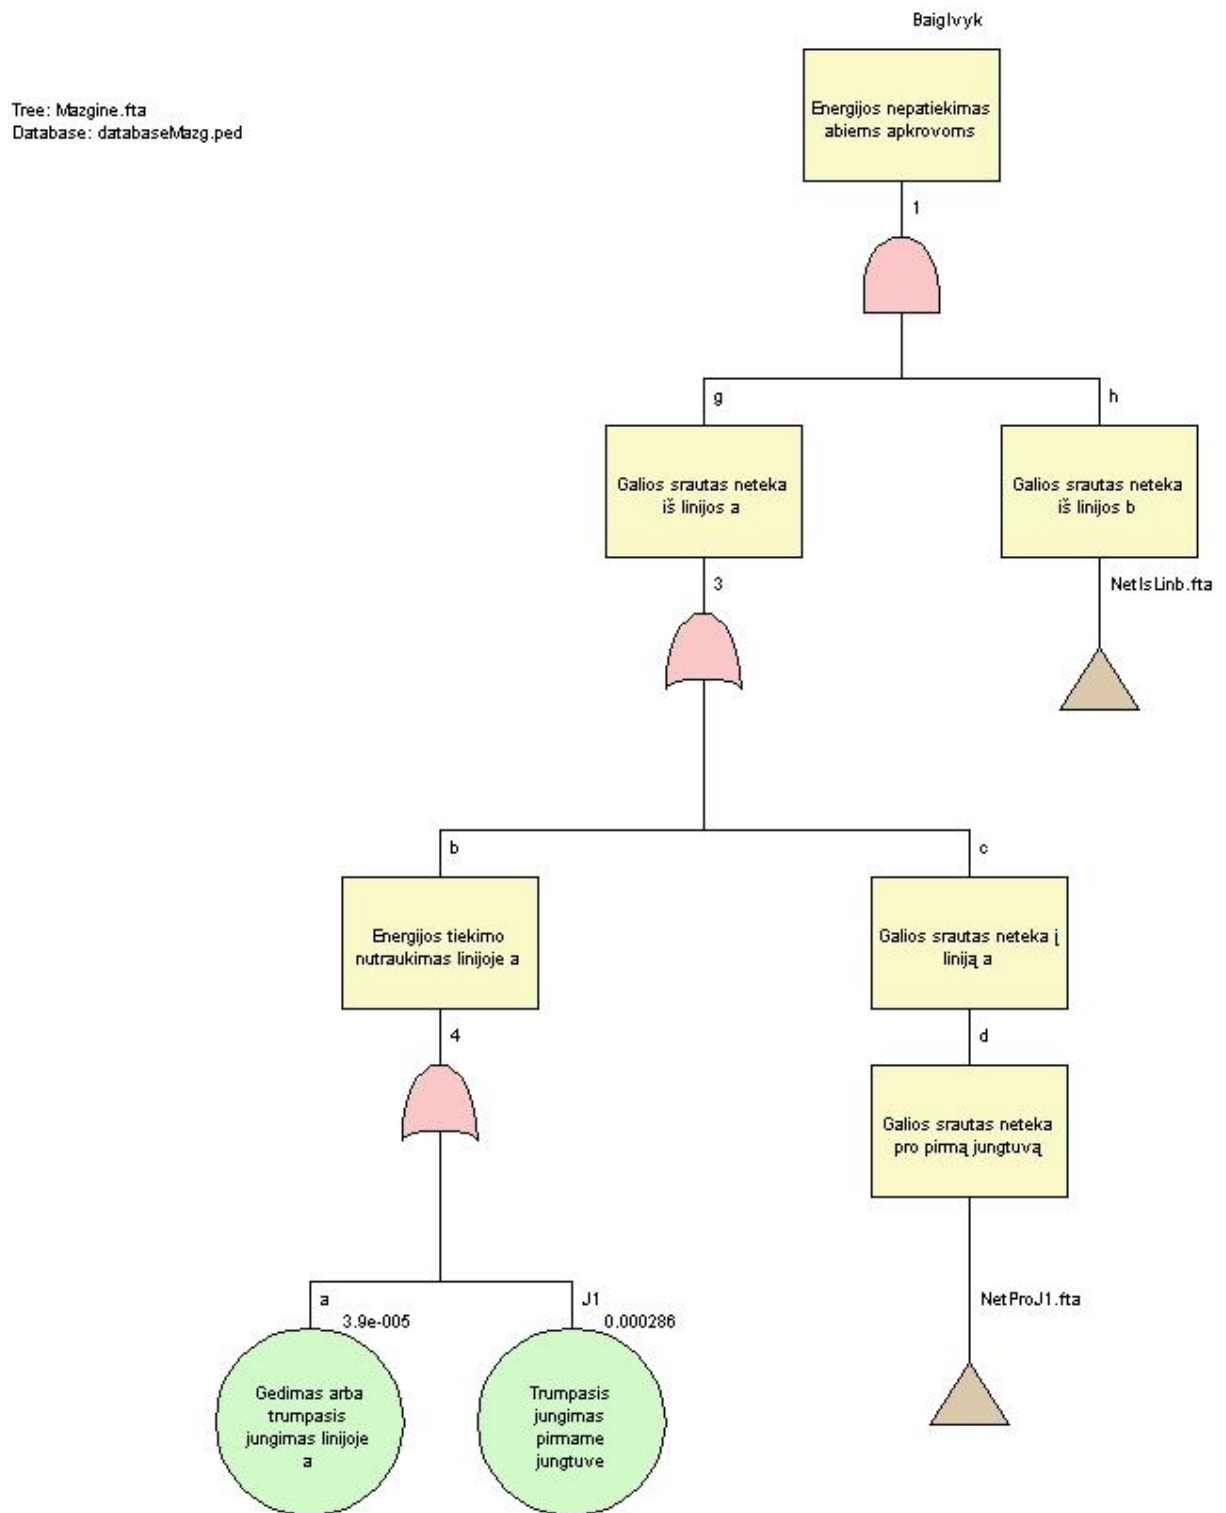 BaigIvyk
Tree: Mazgine.fta
Database: databaseMazg.ped
Energijos nepatiekimas
abiems apkrovoms
1
g
h
Galios srautas neteka
iš linijos a
Galios srautas neteka
iš linijos b
3
NetIsLinb.fta
b
c
Energijos tiekimo
nutraukimas linijoje a
Galios srautas neteka į
liniją a
4
d
Galios srautas neteka
pro pirmą jungtuvą
a
3.9e-005
J1
0.000286
NetProJ1.fta
Gedimas arba
trumpasis
jungimas linijoje
a
Trumpasis
jungimas
pirmame
jungtuve